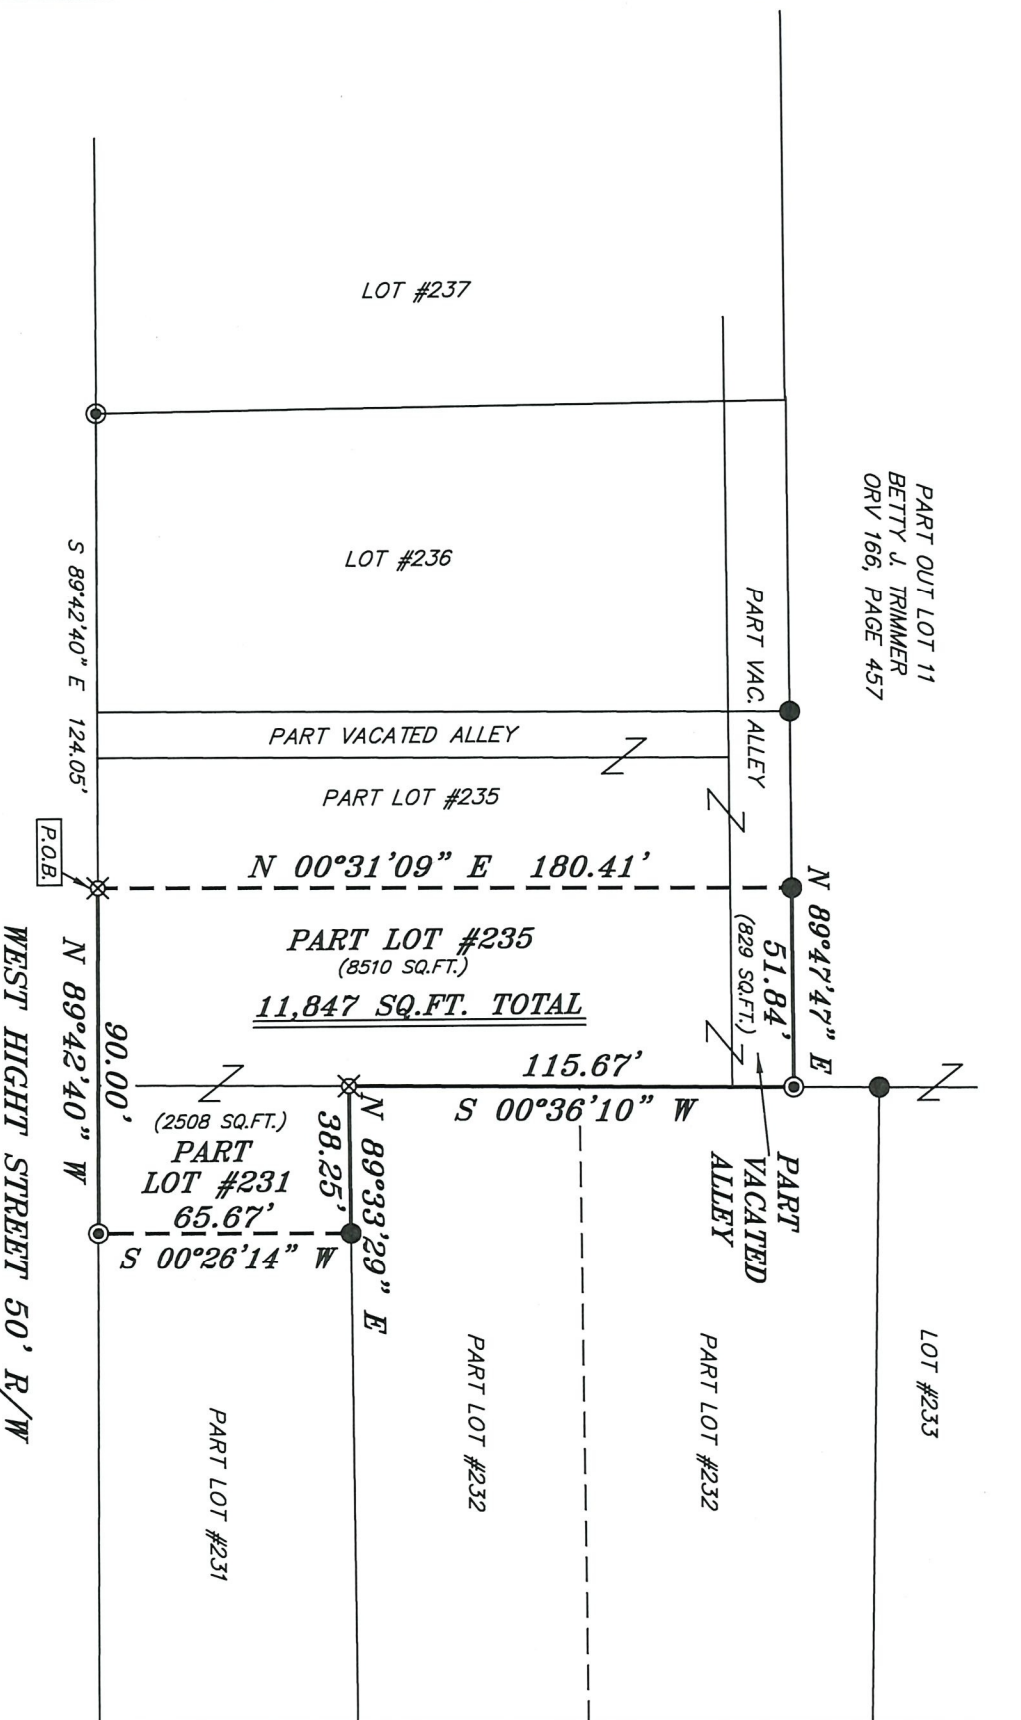 PART OUT LOT 11
BETTY J. TRIMMER
ORV 166, PAGE 457
LOT #237
LOT #236
PART VAC. ALLEY
PART VACATED ALLEY
PART LOT #235
S 89°42'40" E 124.05'
P.O.B.
N 00°31'09" E 180.41'
N 89°47'47" E
51.84'
(829 SQ.FT.)
PART LOT #235
(8510 SQ.FT.)
11,847 SQ.FT. TOTAL
115.67'
S 00°36'10" W
PART
VACATED
ALLEY
N 89°33'29" E
38.25'
(2508 SQ.FT.)
PART
LOT #231
65.67'
S 00°26'14" W
90.00'
N 89°42'40" W
WEST HIGH STREET 50' R/W
LOT #233
PART LOT #232
PART LOT #232
PART LOT #231